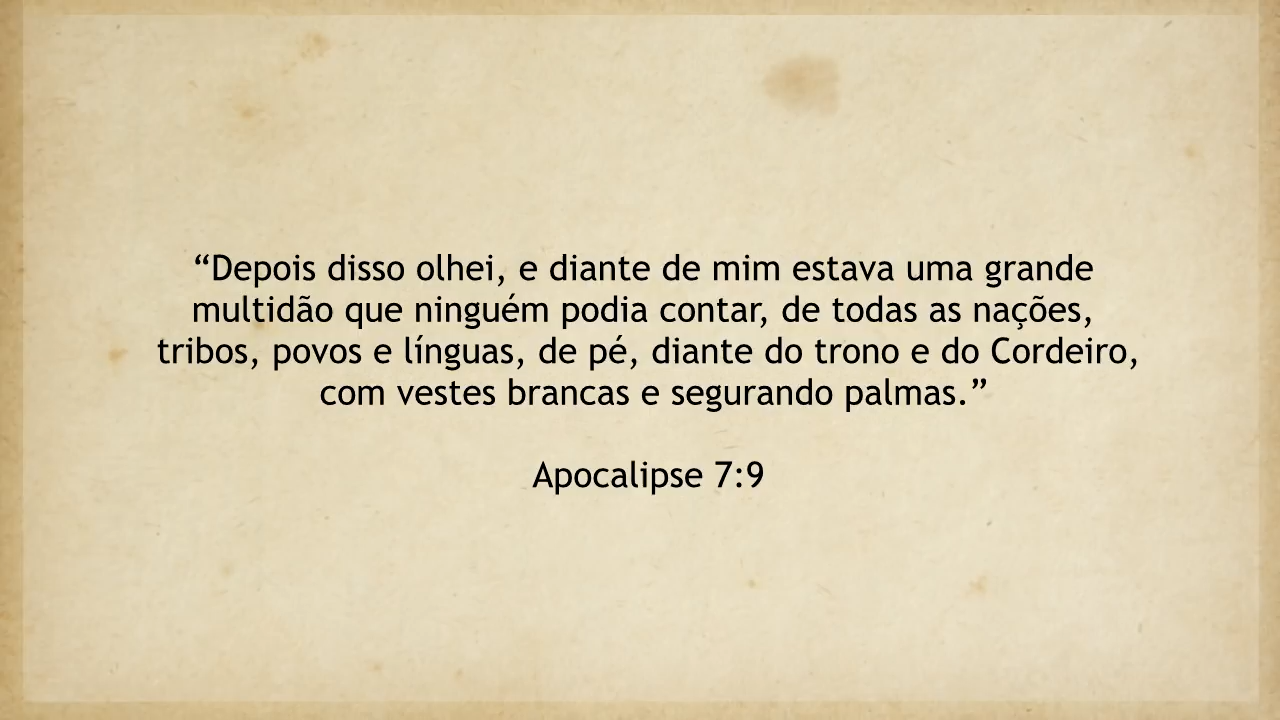 “Depois disso olhei, e diante de mim estava uma grande
multidão que ninguém podia contar, de todas as nações,
tribos, povos e línguas, de pé, diante do trono e do Cordeiro,
com vestes brancas e segurando palmas.”
Apocalipse 7:9